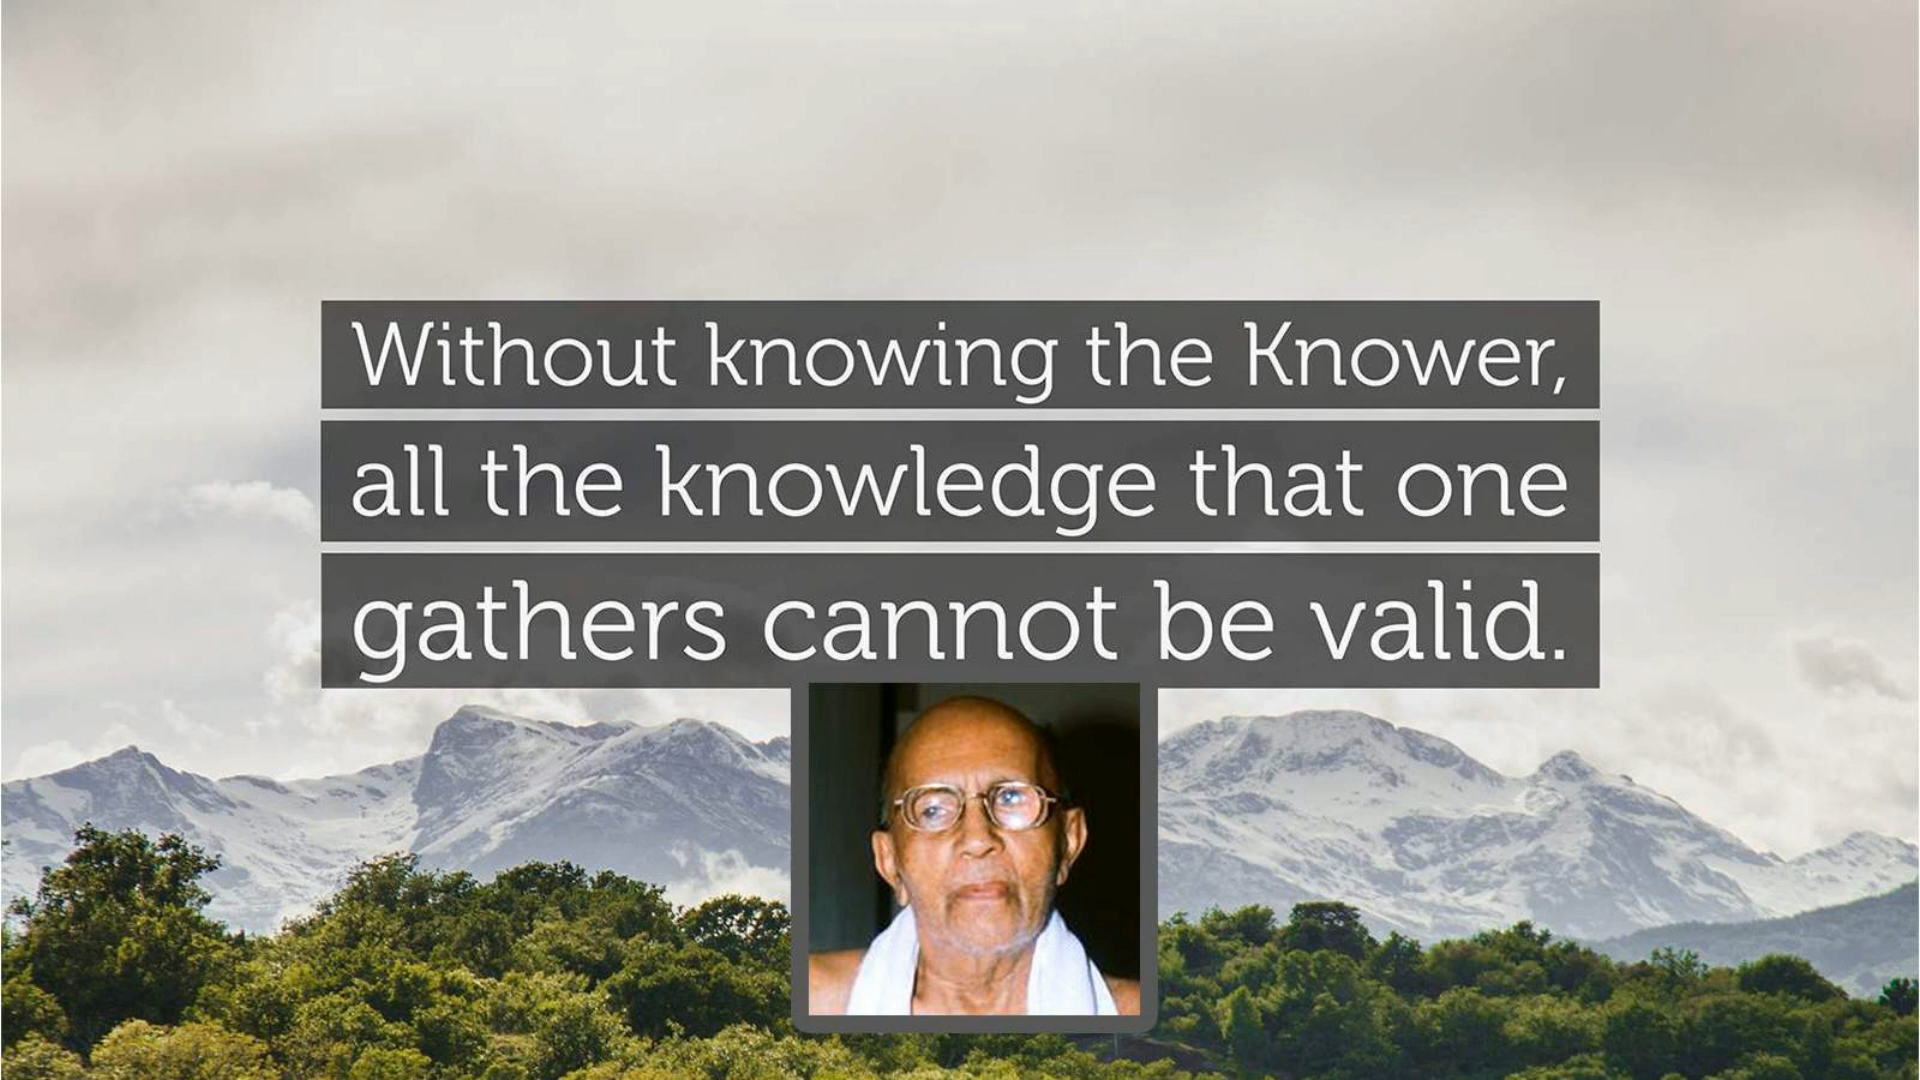 Without knowing the Knower,
all the knowledge that one
gathers cannot be valid.